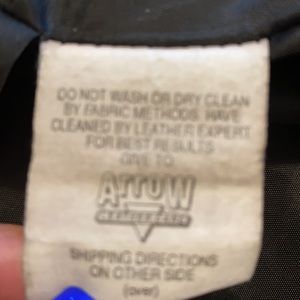 DO NOT WASH OR DRY CLEAN
BY FABRIC METHODS. HAVE
CLEANED BY LEATHER EXPERT.
FOR BEST RESULTS
GIVE TO
ARROW
SHIPPING DIRECTIONS
ON OTHER SIDE
(over)